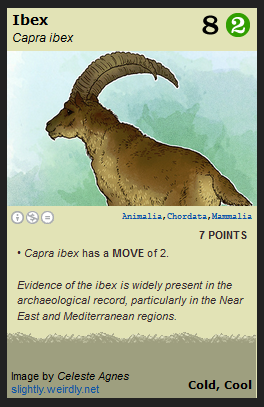 Ibex 8 2
Capra ibex
Animalia,Chordata,Mammalia
7 POINTS
• Capra ibex has a MOVE of 2.
Evidence of the ibex is widely present in the
archaeological record, particularly in the Near
East and Mediterranean regions.
Image by Celeste Agnes
slightly.weirdly.net
Cold, Cool